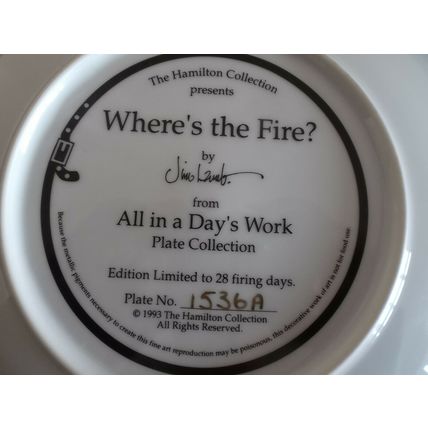 The Hamilton Collection
presents
Where's the Fire?
by
Jim Lamb
from
All in a Day's Work
Plate Collection
Edition Limited to 28 firing days.
Plate No. 1536A
© 1993 The Hamilton Collection
All Rights Reserved.
Because the metallic pigments necessary to create this fine art reproduction may be poisonous, this decorative work of art is not for food use.